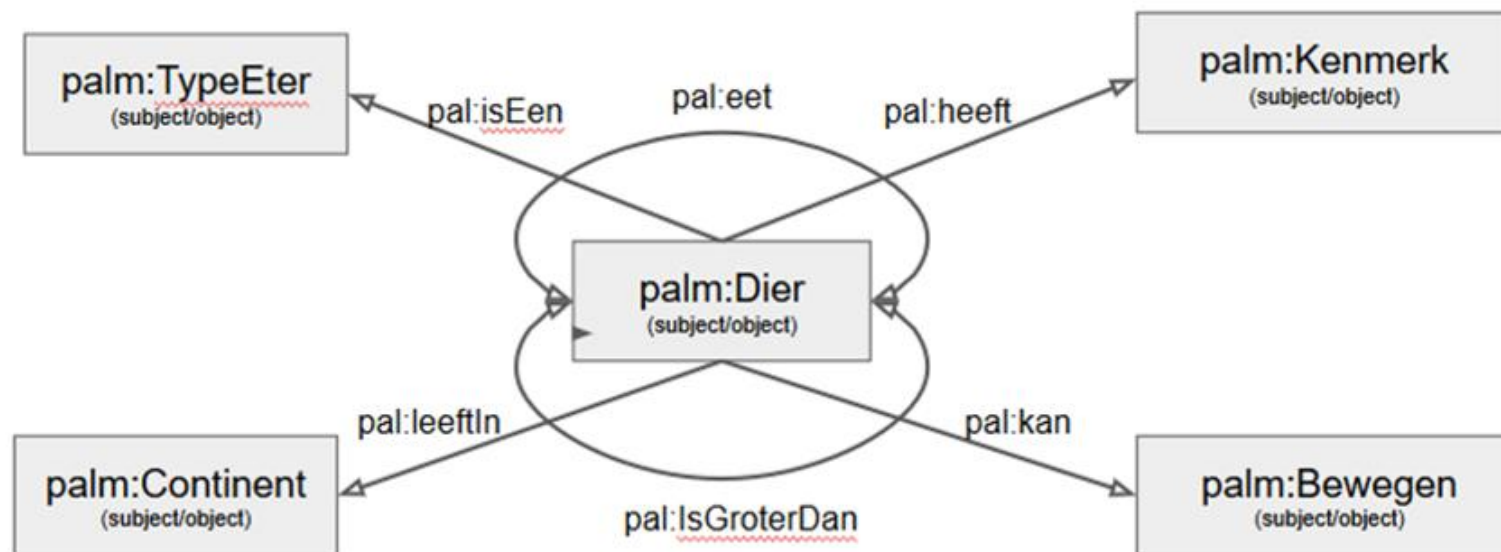 palm:TypeEter
(subject/object)
pal:isEen
pal:eet
pal:heeft
palm:Kenmerk
(subject/object)
palm:Dier
(subject/object)
pal:leeftIn
pal:kan
palm:Continent
(subject/object)
pal:IsGroterDan
palm:Bewegen
(subject/object)